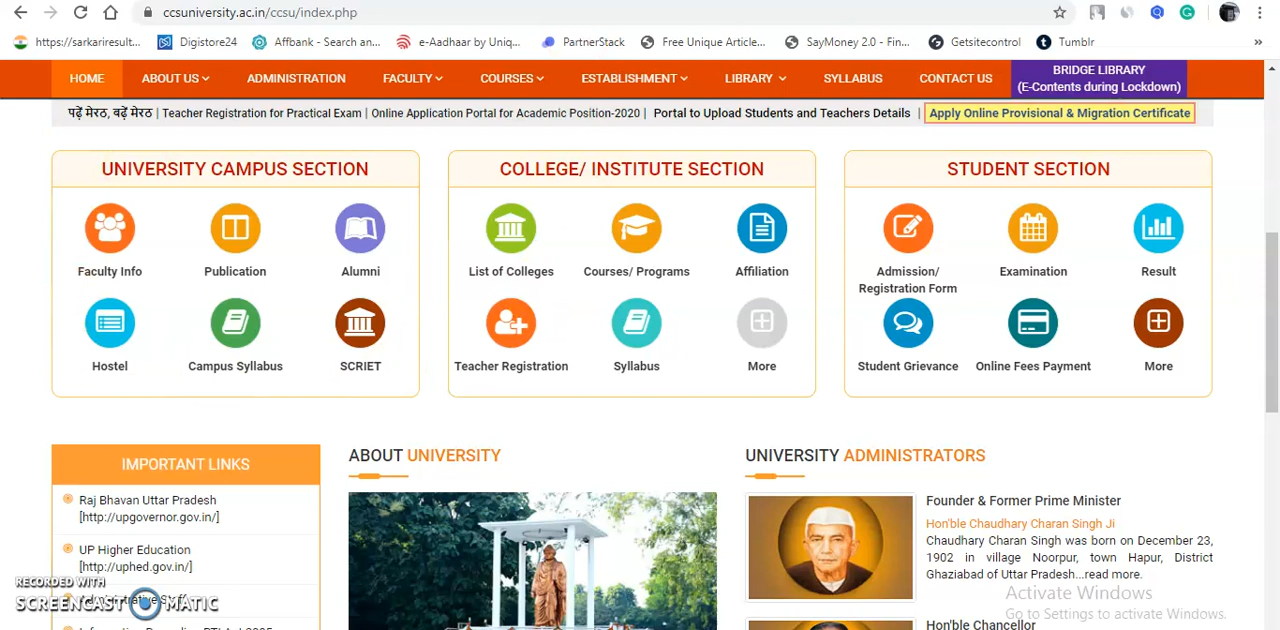 ccsuniversity.ac.in/ccsu/index.php
https://sarkariresult... Digistore24 Affbank - Search an... e-Aadhaar by Uniq... PartnerStack Free Unique Article... SayMoney 2.0 - Fin... Getsitecontrol Tumblr »
HOME ABOUT US ADMINISTRATION FACULTY COURSES ESTABLISHMENT LIBRARY SYLLABUS CONTACT US BRIDGE LIBRARY
(E-Contents during Lockdown)
पढ़ें मेरठ, बढ़ें मेरठ | Teacher Registration for Practical Exam | Online Application Portal for Academic Position-2020 | Portal to Upload Students and Teachers Details | Apply Online Provisional & Migration Certificate
UNIVERSITY CAMPUS SECTION
Faculty Info Publication Alumni
Hostel Campus Syllabus SCRIET
COLLEGE/ INSTITUTE SECTION
List of Colleges Courses/ Programs Affiliation
Teacher Registration Syllabus More
STUDENT SECTION
Admission/ Examination Result
Registration Form
Student Grievance Online Fees Payment More
IMPORTANT LINKS
Raj Bhavan Uttar Pradesh
[http://upgovernor.gov.in/]
UP Higher Education
[http://uphed.gov.in/]
RECORDED WITH
SCREENCAST MATIC
ABOUT UNIVERSITY
UNIVERSITY ADMINISTRATORS
Founder & Former Prime Minister
Hon'ble Chaudhary Charan Singh Ji
Chaudhary Charan Singh was born on December 23,
1902 in village Noorpur, town Hapur, District
Ghaziabad of Uttar Pradesh...read more.
Activate Windows
Go to Settings to activate Windows.
Hon'ble Chancellor